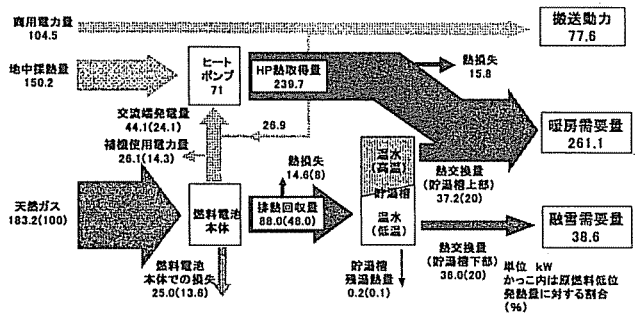 商用電力量
104.5
搬送動力
77.6
地中採熱量
150.2
ヒート
ポンプ
71
HP熱取得量
239.7
熱損失
15.8
交流端発電量
44.1(24.1)
26.9
補機使用電力量
26.1(14.3)
暖房需要量
261.1
熱損失
14.6(8)
温水
(高温)
貯湯槽
温水
(低温)
熱交換量
(貯湯槽上部)
37.2(20)
天然ガス
183.2(100)
燃料電池
本体
排熱回収量
88.0(48.0)
融雪需要量
38.6
燃料電池
本体での損失
25.0(13.6)
貯湯槽
残湯熱量
0.2(0.1)
熱交換量
(貯湯槽下部)
36.0(20)
単位 kW
かっこ内は原燃料低位
発熱量に対する割合
(%)